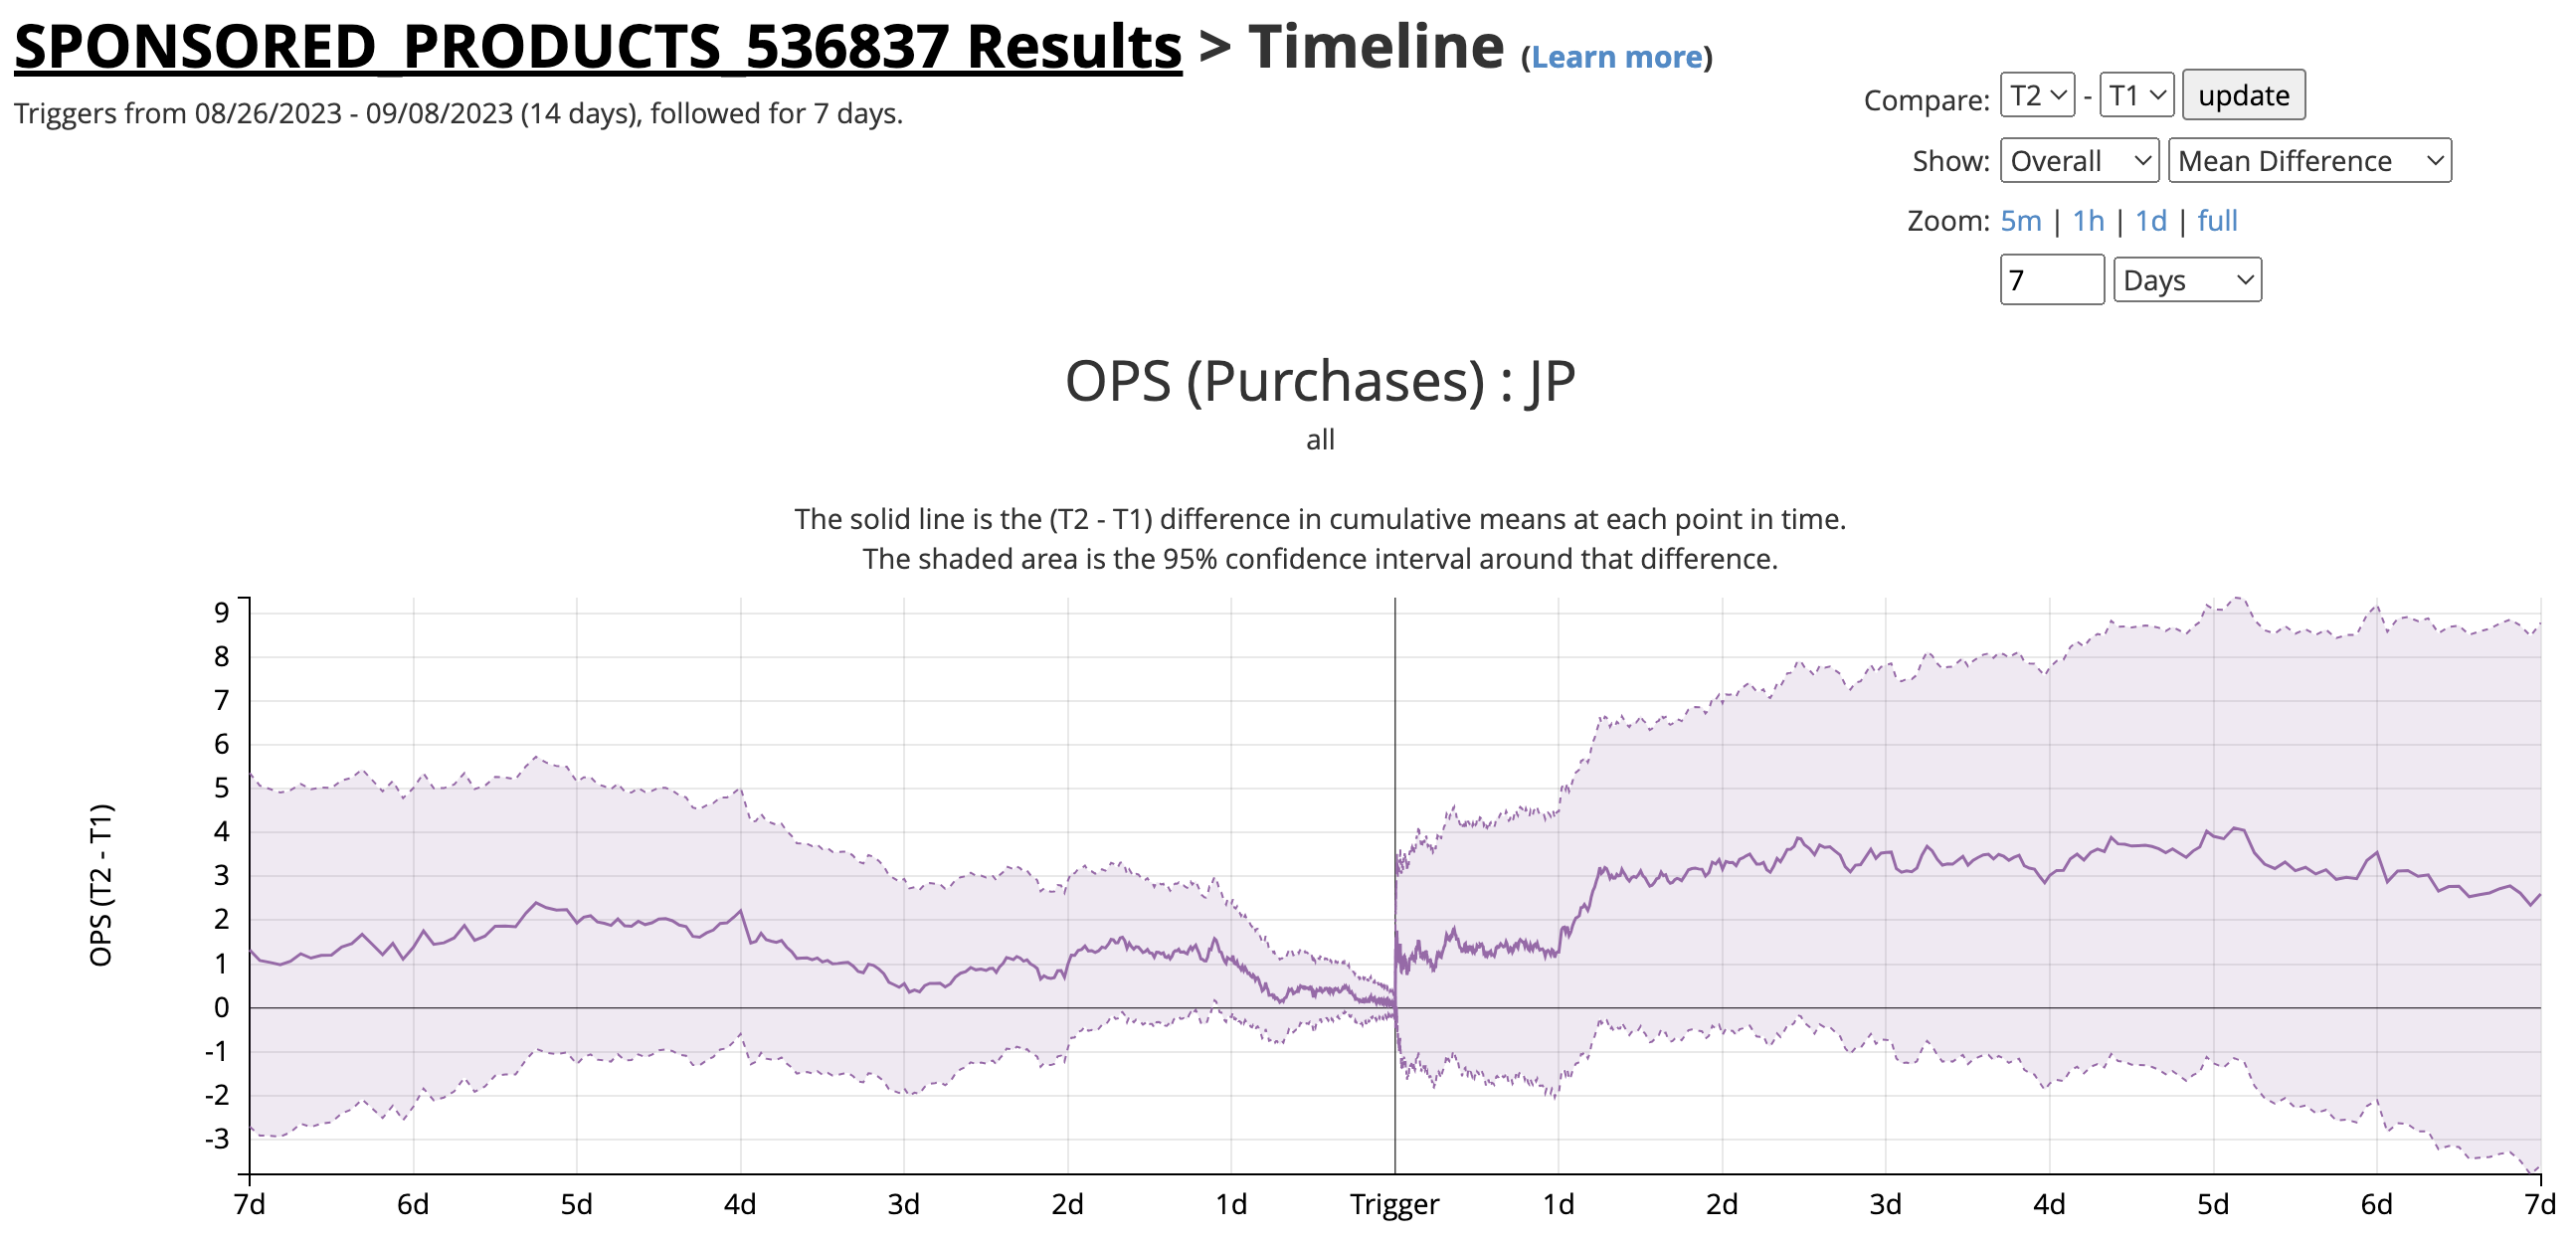 SPONSORED_PRODUCTS_536837 Results > Timeline (Learn more)
Triggers from 08/26/2023 - 09/08/2023 (14 days), followed for 7 days.
Compare: T2 - T1 update
Show: Overall Mean Difference
Zoom: 5m | 1h | 1d | full
7 Days
OPS (Purchases) : JP
all
The solid line is the (T2 - T1) difference in cumulative means at each point in time.
The shaded area is the 95% confidence interval around that difference.
OPS (T2 - T1)
9
8
7
6
5
4
3
2
1
0
-1
-2
-3
7d 6d 5d 4d 3d 2d 1d Trigger 1d 2d 3d 4d 5d 6d 7d